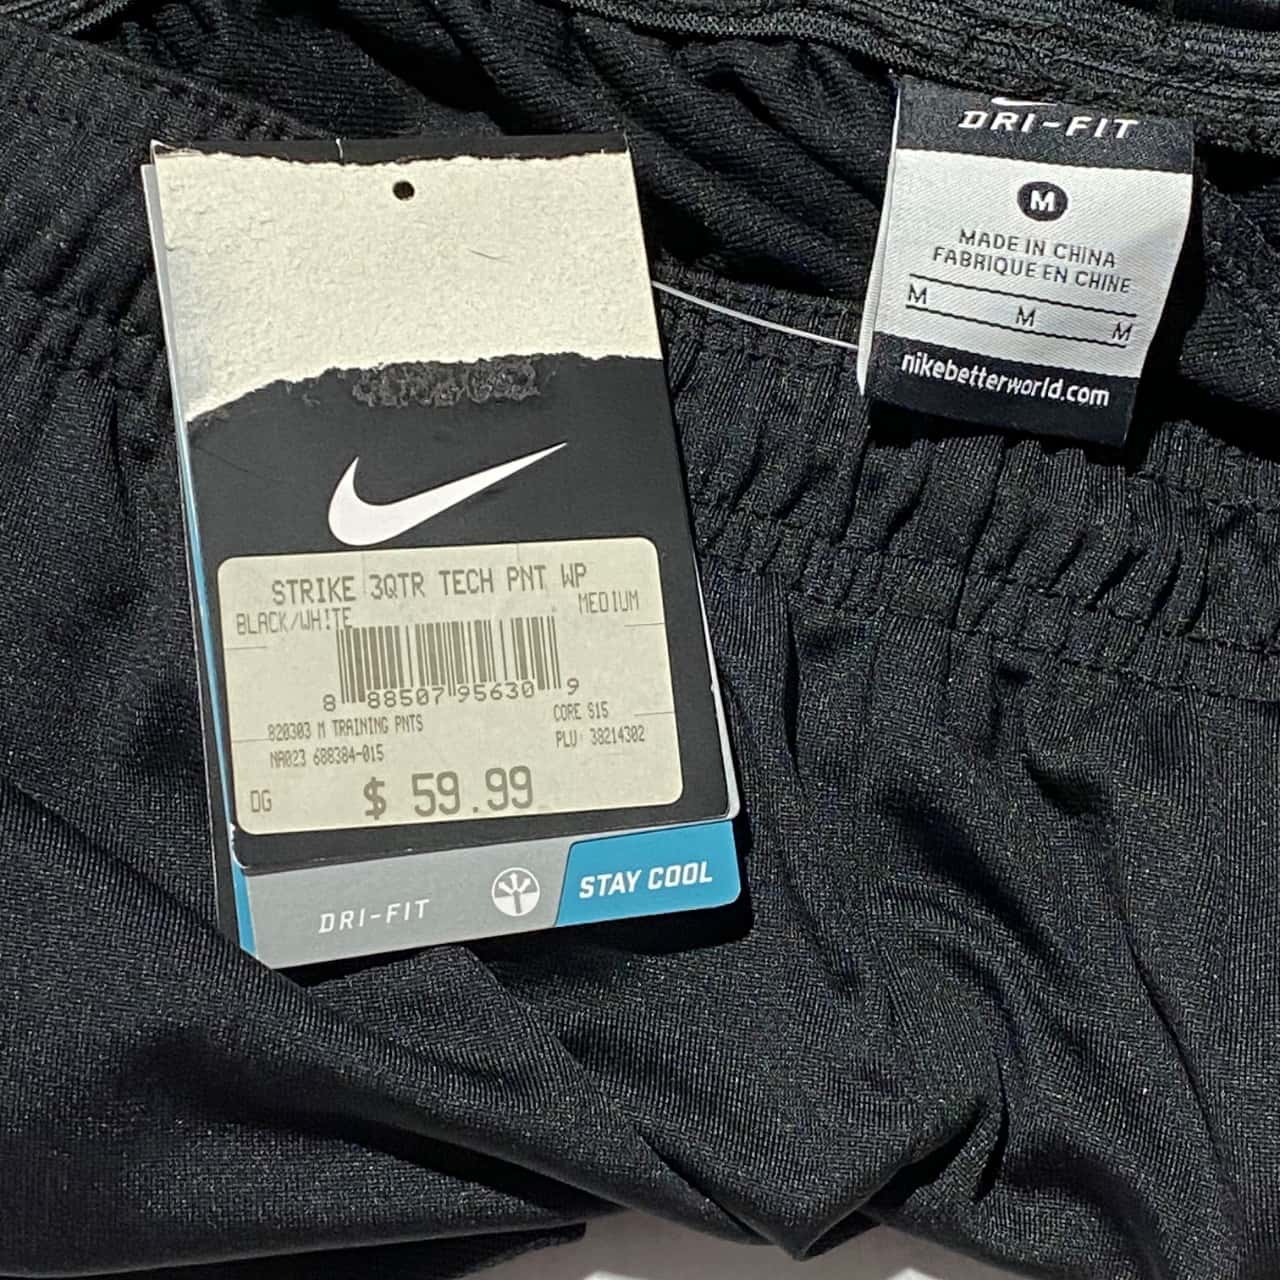 DRI-FIT
M
MADE IN CHINA
FABRIQUE EN CHINE
M M M
nikebetterworld.com
STRIKE 3QTR TECH PNT WP
BLACK/WHITE MEDIUM
8 88507 95630 9
820303 M TRAINING PNTS CORE S15
NA023 688384-015 PLU: 38214302
DG $ 59.99
DRI-FIT STAY COOL